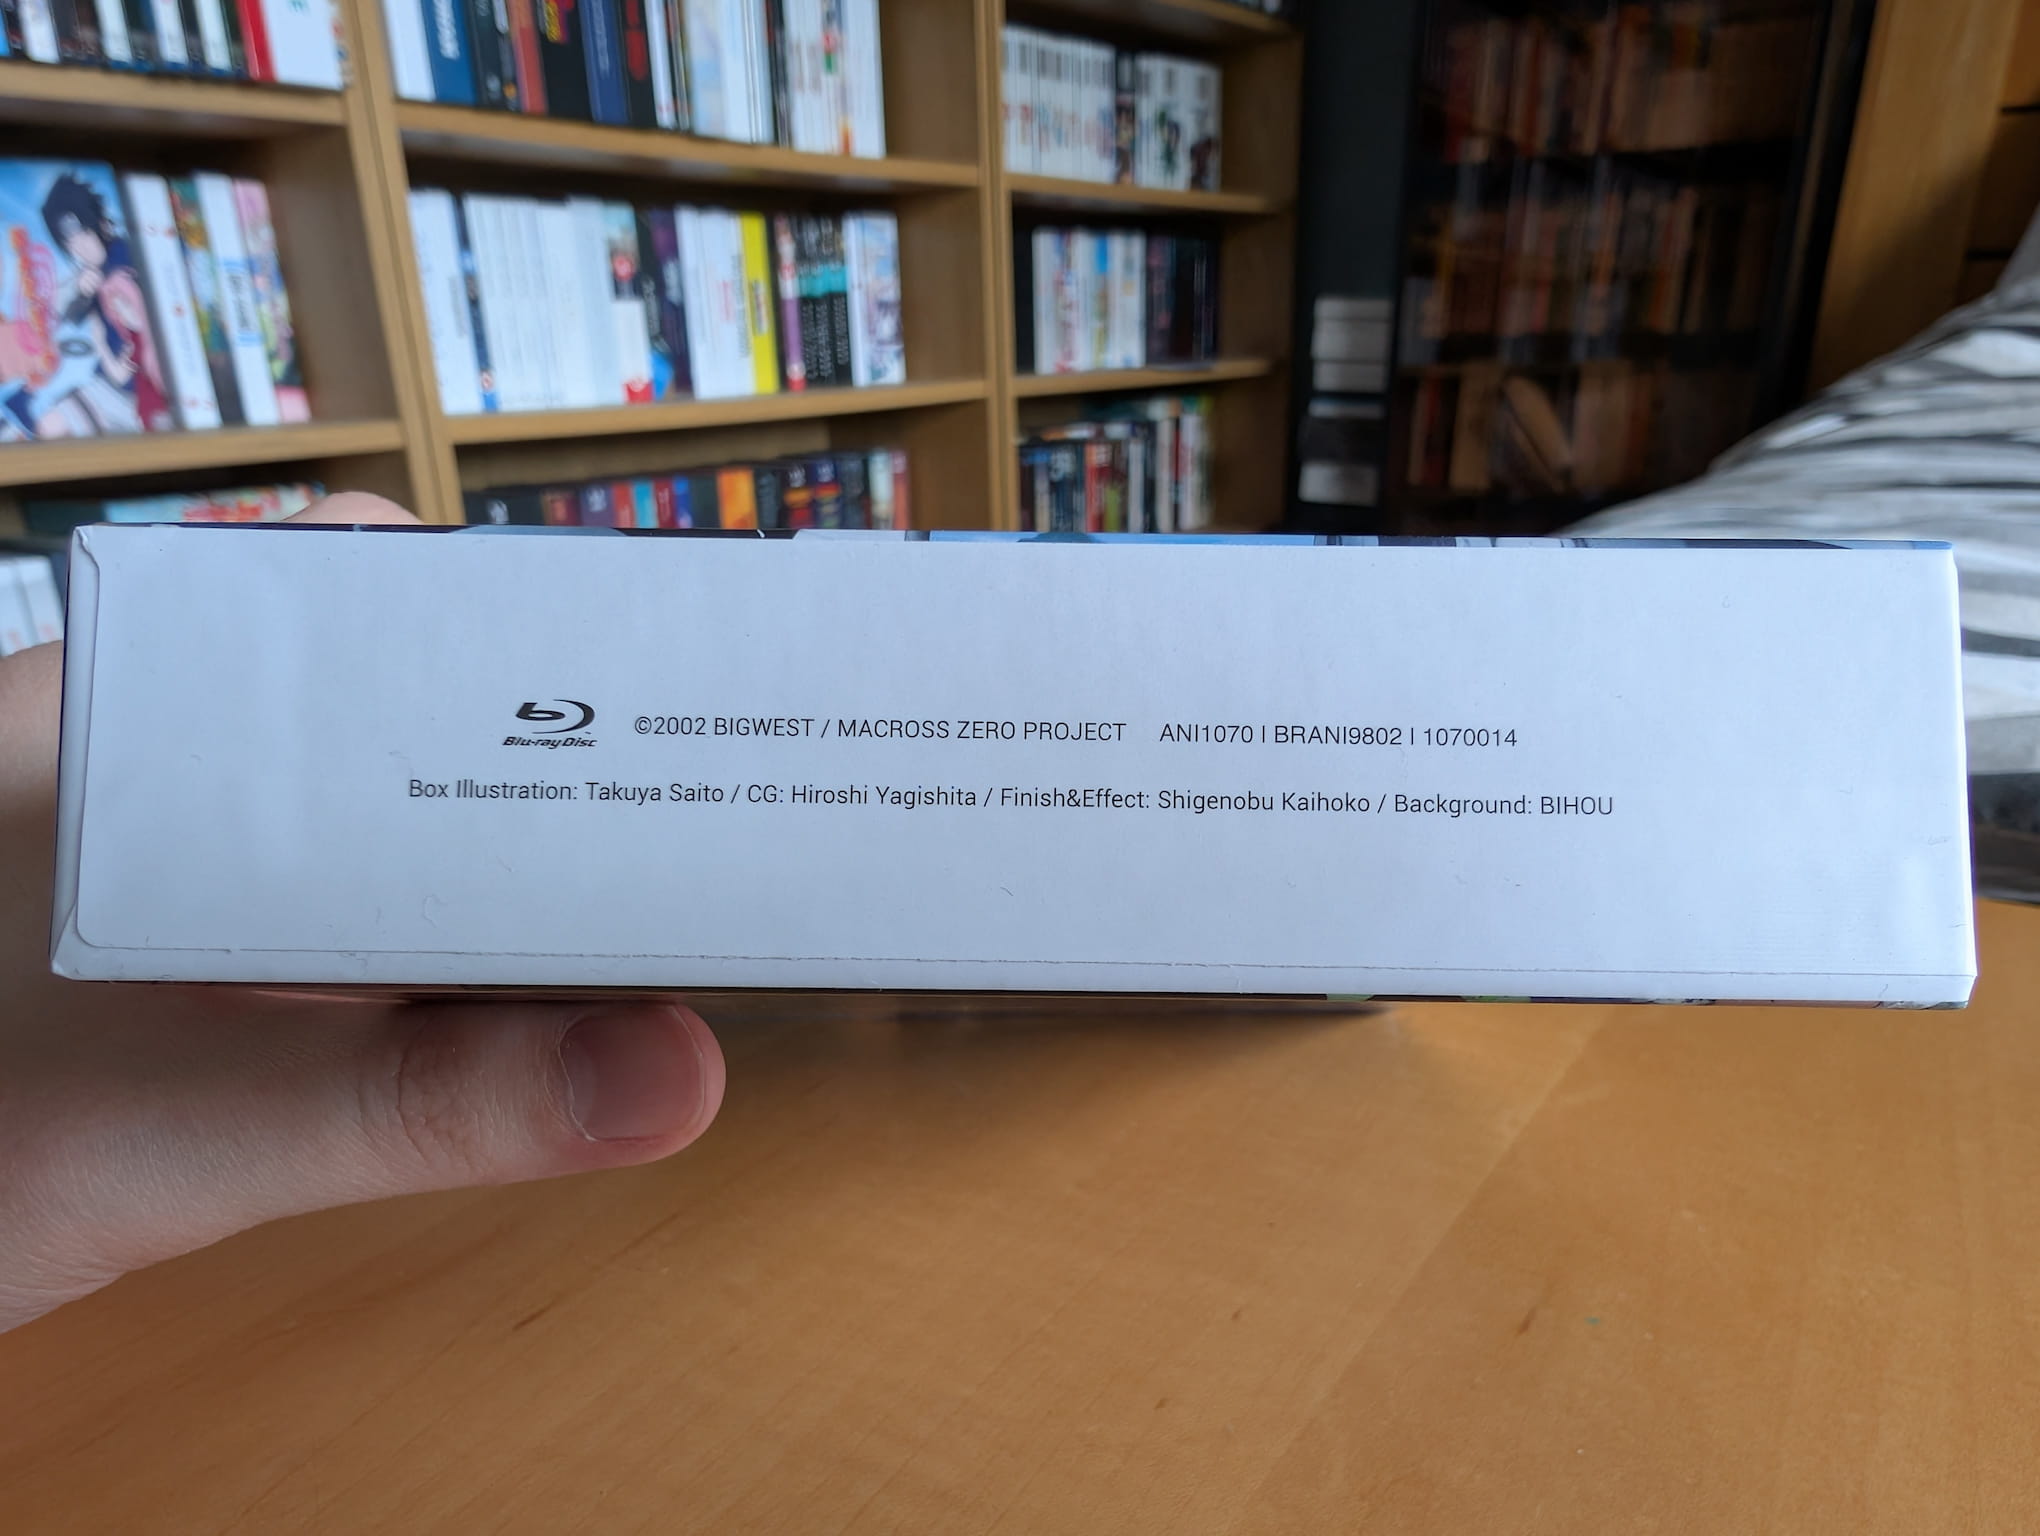 Blu-ray Disc ©2002 BIGWEST / MACROSS ZERO PROJECT ANI1070 | BRANI9802 | 1070014
Box Illustration: Takuya Saito / CG: Hiroshi Yagishita / Finish&Effect: Shigenobu Kaihoko / Background: BIHOU